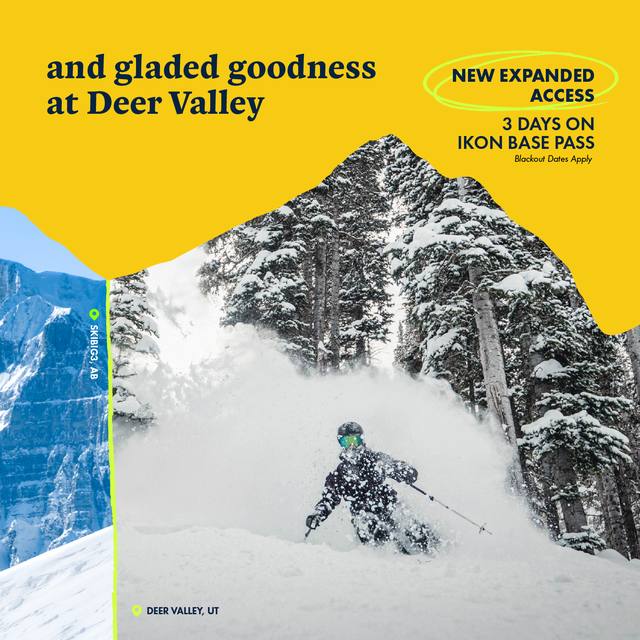 and gladed goodness
at Deer Valley
NEW EXPANDED
ACCESS
3 DAYS ON
IKON BASE PASS
Blackout Dates Apply
SKIBIG3, AB
DEER VALLEY, UT